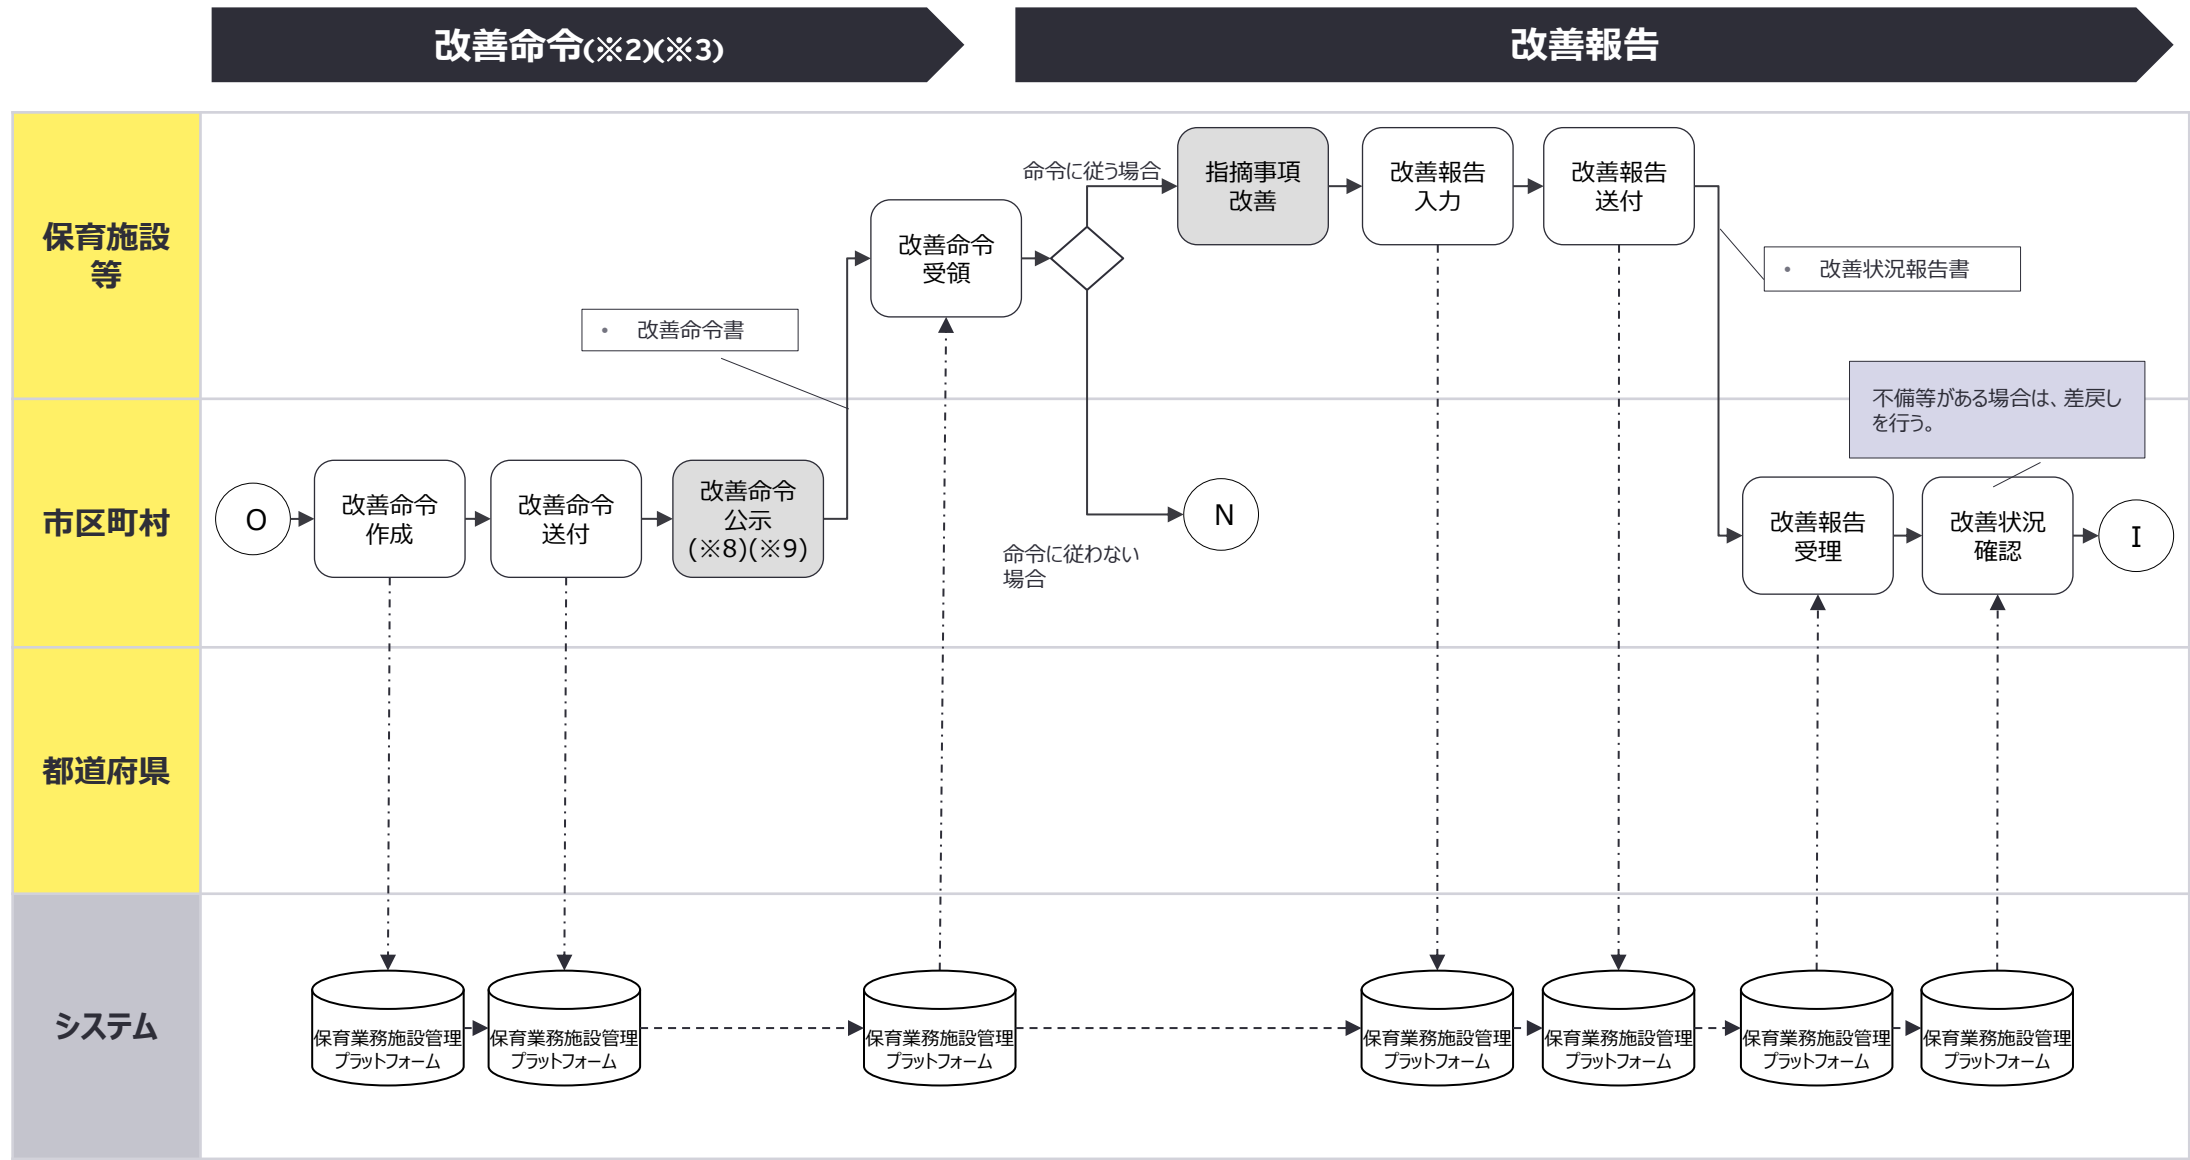 改善命令(※2)(※3)
改善報告
保育施設
等
命令に従う場合
指摘事項
改善
改善報告
入力
改善報告
送付
改善命令
受領
・ 改善状況報告書
・ 改善命令書
不備等がある場合は、差戻し
を行う。
市区町村
O
改善命令
作成
改善命令
送付
改善命令
公示
(※8)(※9)
N
命令に従わない
場合
改善報告
受理
改善状況
確認
I
都道府県
システム
保育業務施設管理
プラットフォーム
保育業務施設管理
プラットフォーム
保育業務施設管理
プラットフォーム
保育業務施設管理
プラットフォーム
保育業務施設管理
プラットフォーム
保育業務施設管理
プラットフォーム
保育業務施設管理
プラットフォーム